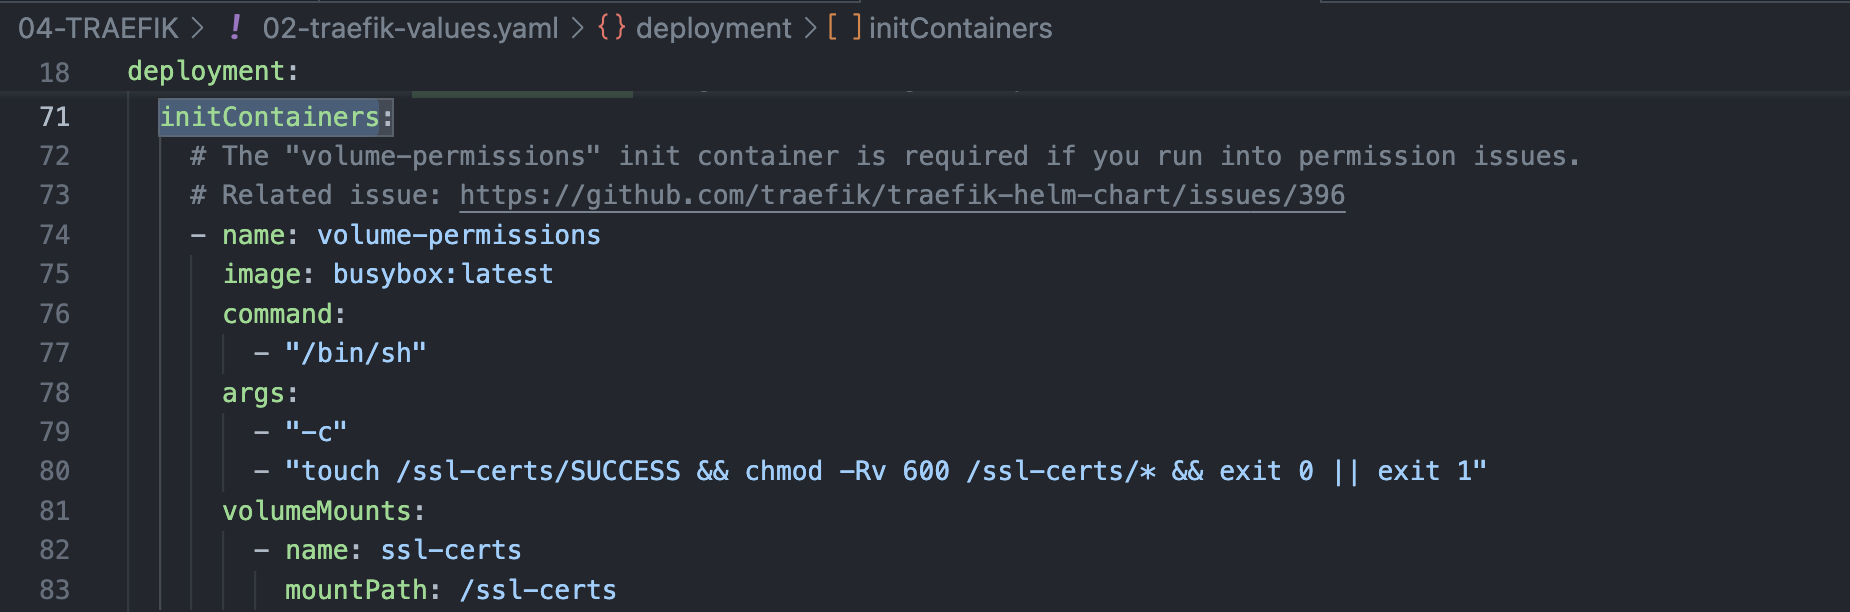 04-TRAEFIK > ! 02-traefik-values.yaml > {} deployment > [ ] initContainers
18 deployment:
71 initContainers:
72 # The "volume-permissions" init container is required if you run into permission issues.
73 # Related issue: https://github.com/traefik/traefik-helm-chart/issues/396
74 - name: volume-permissions
75 image: busybox:latest
76 command:
77 - "/bin/sh"
78 args:
79 - "-c"
80 - "touch /ssl-certs/SUCCESS && chmod -Rv 600 /ssl-certs/* && exit 0 || exit 1"
81 volumeMounts:
82 - name: ssl-certs
83 mountPath: /ssl-certs